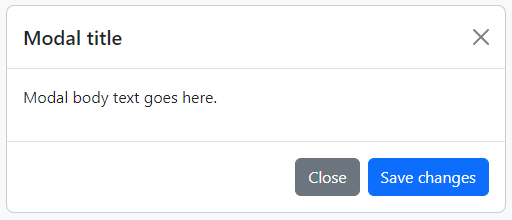 Modal title
Modal body text goes here.
Close
Save changes